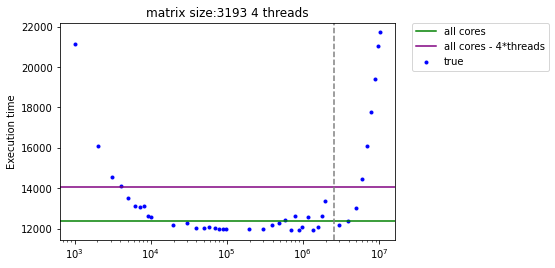 matrix size:3193 4 threads
22000
20000
18000
16000
14000
12000
Execution time
10³
10⁴
10⁵
10⁶
10⁷
all cores
all cores - 4*threads
true